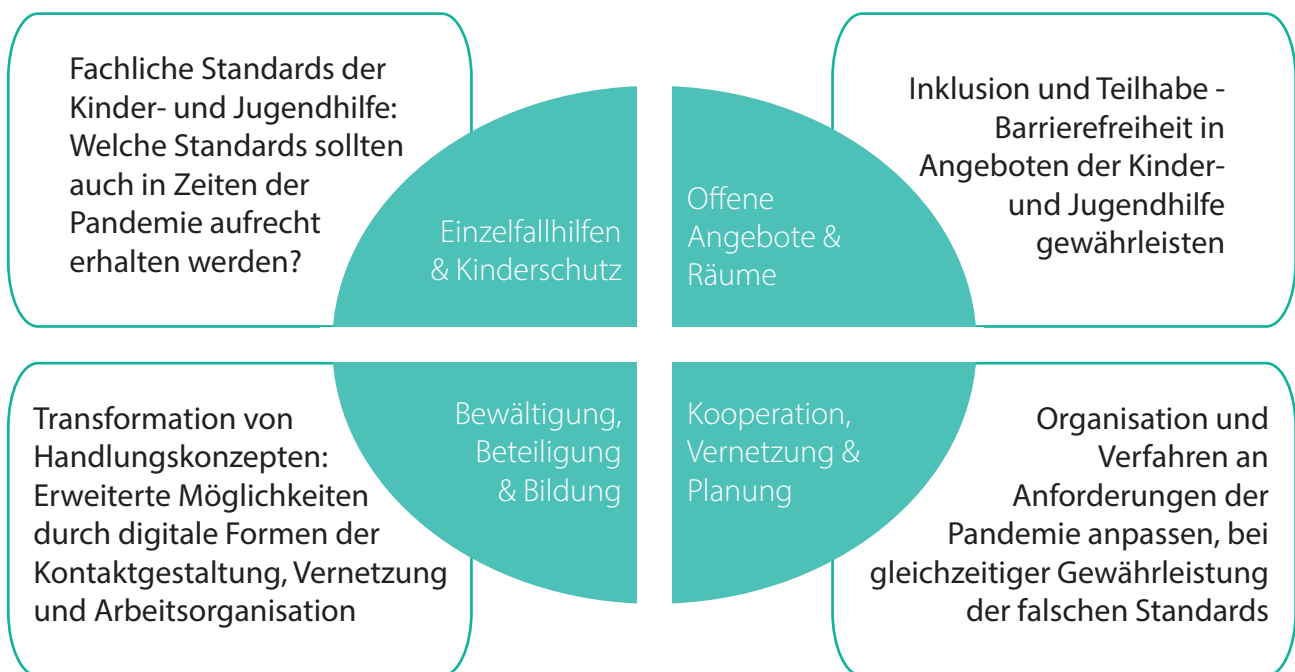 Fachliche Standards der
Kinder- und Jugendhilfe:
Welche Standards sollten
auch in Zeiten der
Pandemie aufrecht
erhalten werden?
Einzelfallhilfen
& Kinderschutz
Offene
Angebote &
Räume
Inklusion und Teilhabe -
Barrierefreiheit in
Angeboten der Kinder-
und Jugendhilfe
gewährleisten
Transformation von
Handlungskonzepten:
Erweiterte Möglichkeiten
durch digitale Formen der
Kontaktgestaltung, Vernetzung
und Arbeitsorganisation
Bewältigung,
Beteiligung
& Bildung
Kooperation,
Vernetzung &
Planung
Organisation und
Verfahren an
Anforderungen der
Pandemie anpassen, bei
gleichzeitiger Gewährleistung
der falschen Standards